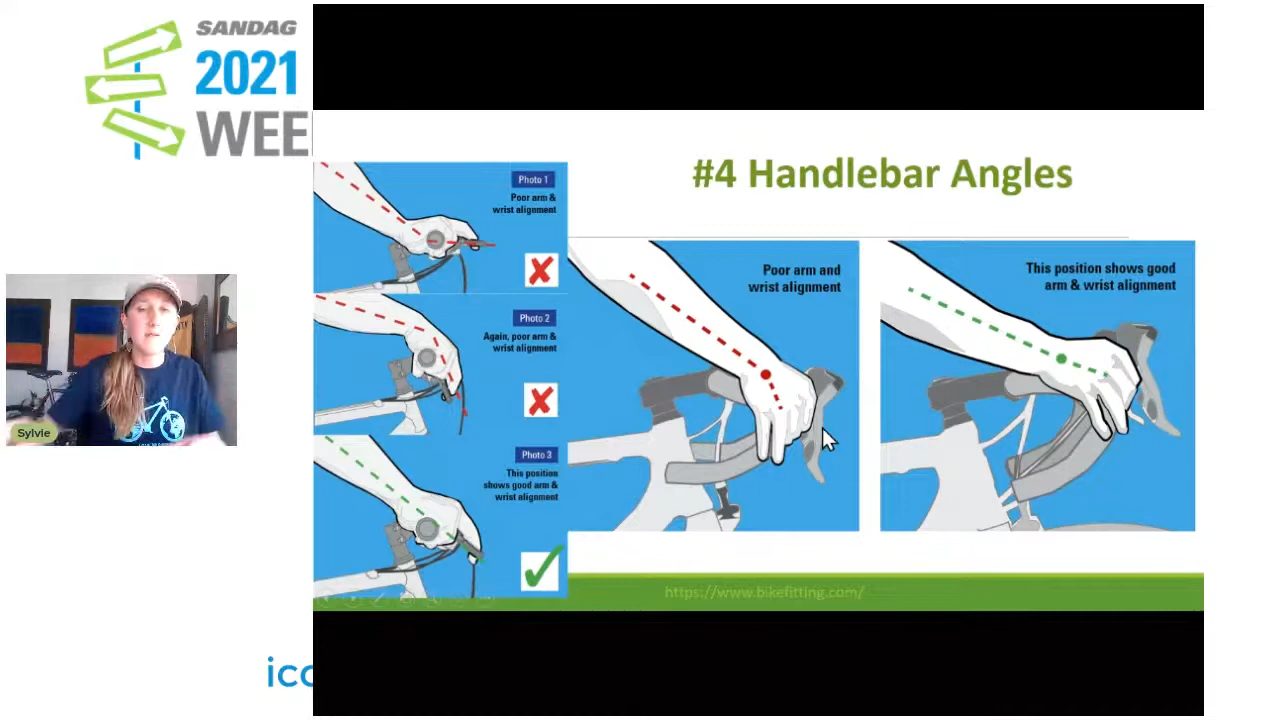 SANDAG
2021
WEE
#4 Handlebar Angles
Photo 1
Poor arm &
wrist alignment
Photo 2
Again, poor arm &
wrist alignment
Photo 3
This position
shows good arm &
wrist alignment
Poor arm and
wrist alignment
This position shows good
arm & wrist alignment
Sylvie
https://www.bikefitting.com/
ico